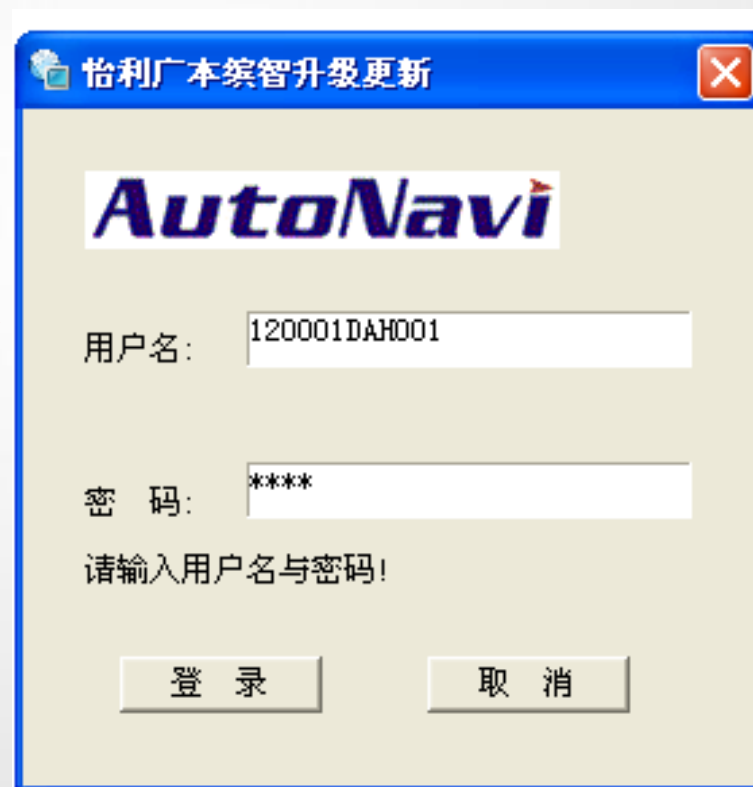 怡利广本缤智升级更新
AutoNavi
用户名: 120001DAH001
密 码: ****
请输入用户名与密码!
登 录 取 消